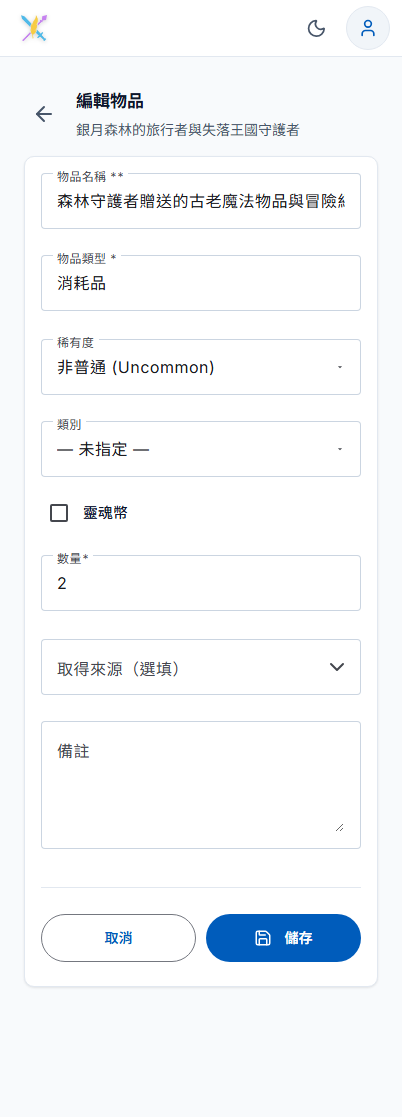 編輯物品
銀月森林的旅行者與失落王國守護者
物品名稱 **
森林守護者贈送的古老魔法物品與冒險
物品類型 *
消耗品
稀有度
非普通 (Uncommon)
類別
— 未指定 —
靈魂幣
數量*
2
取得來源（選填）
備註
取消
儲存